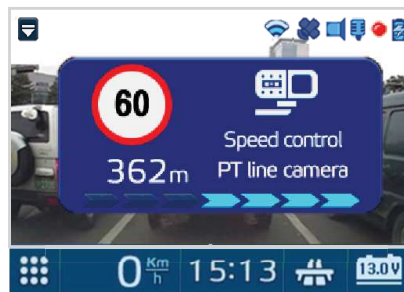 60
Speed control
362m PT line camera
0 Km/h 15:13 13.0V